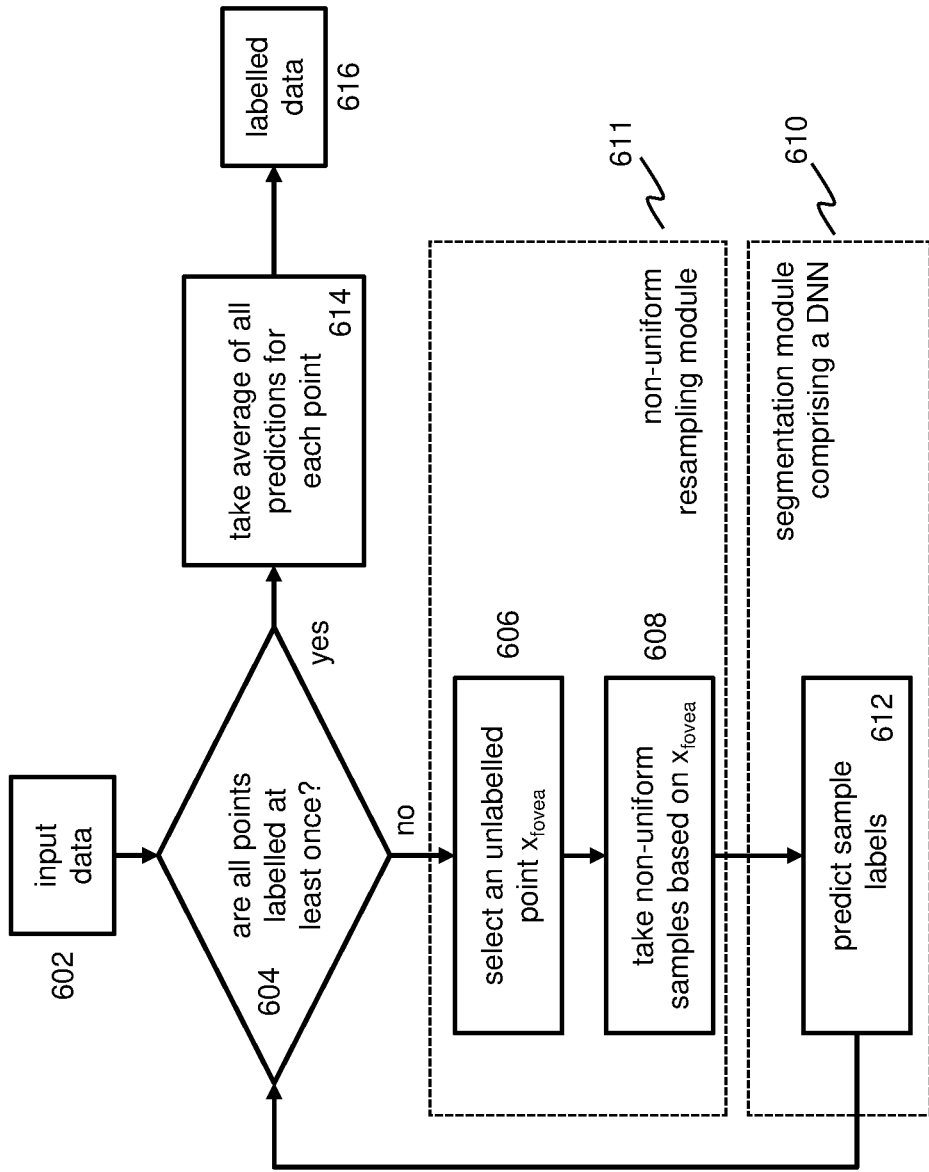 input
data
602
are all points
labelled at
least once?
604
yes
no
take average of all
predictions for
each point
614
labelled
data
616
select an unlabelled
point xfovea
606
take non-uniform
samples based on xfovea
608
non-uniform
resampling module
611
segmentation module
comprising a DNN
610
predict sample
labels
612